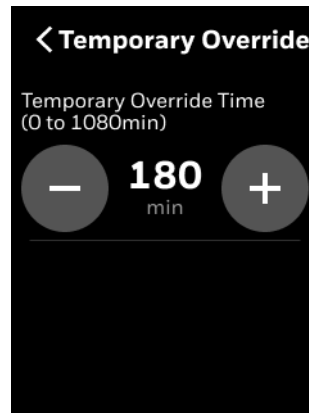 Temporary Override
Temporary Override Time
(0 to 1080min)
180
min